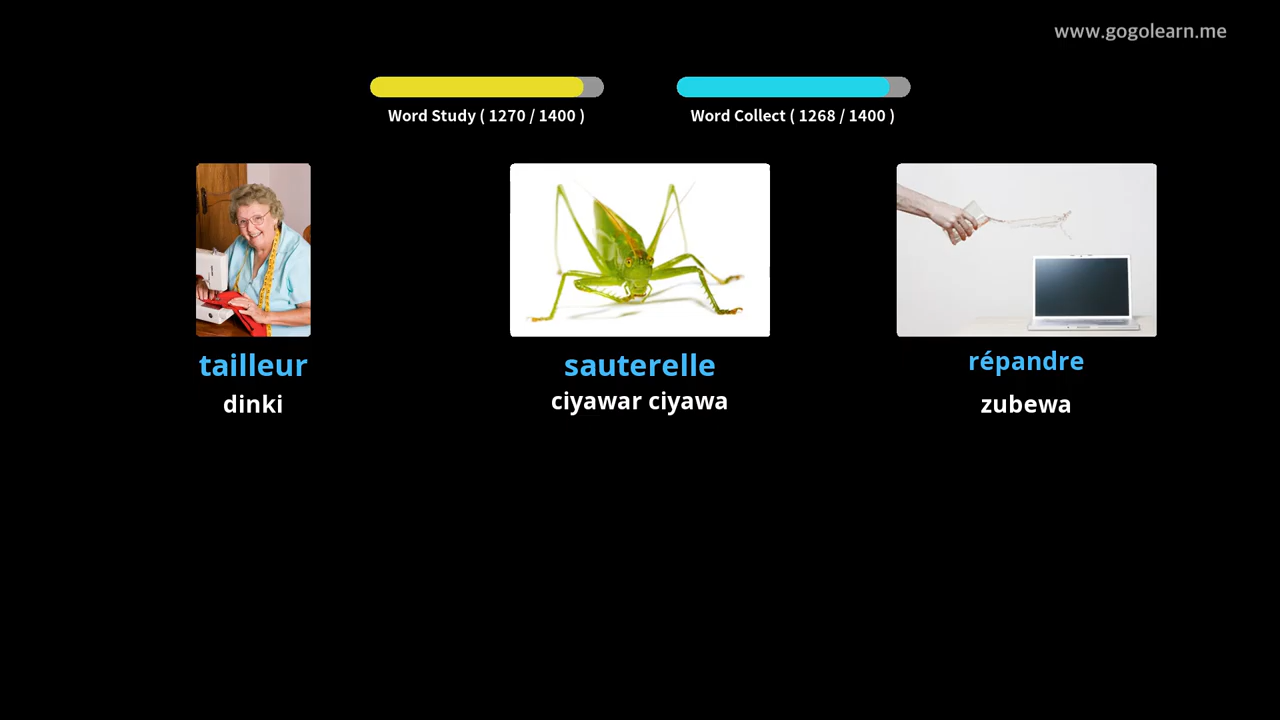 www.gogolearn.me
Word Study ( 1270 / 1400 )
Word Collect ( 1268 / 1400 )
tailleur
dinki
sauterelle
ciyawar ciyawa
répandre
zubewa